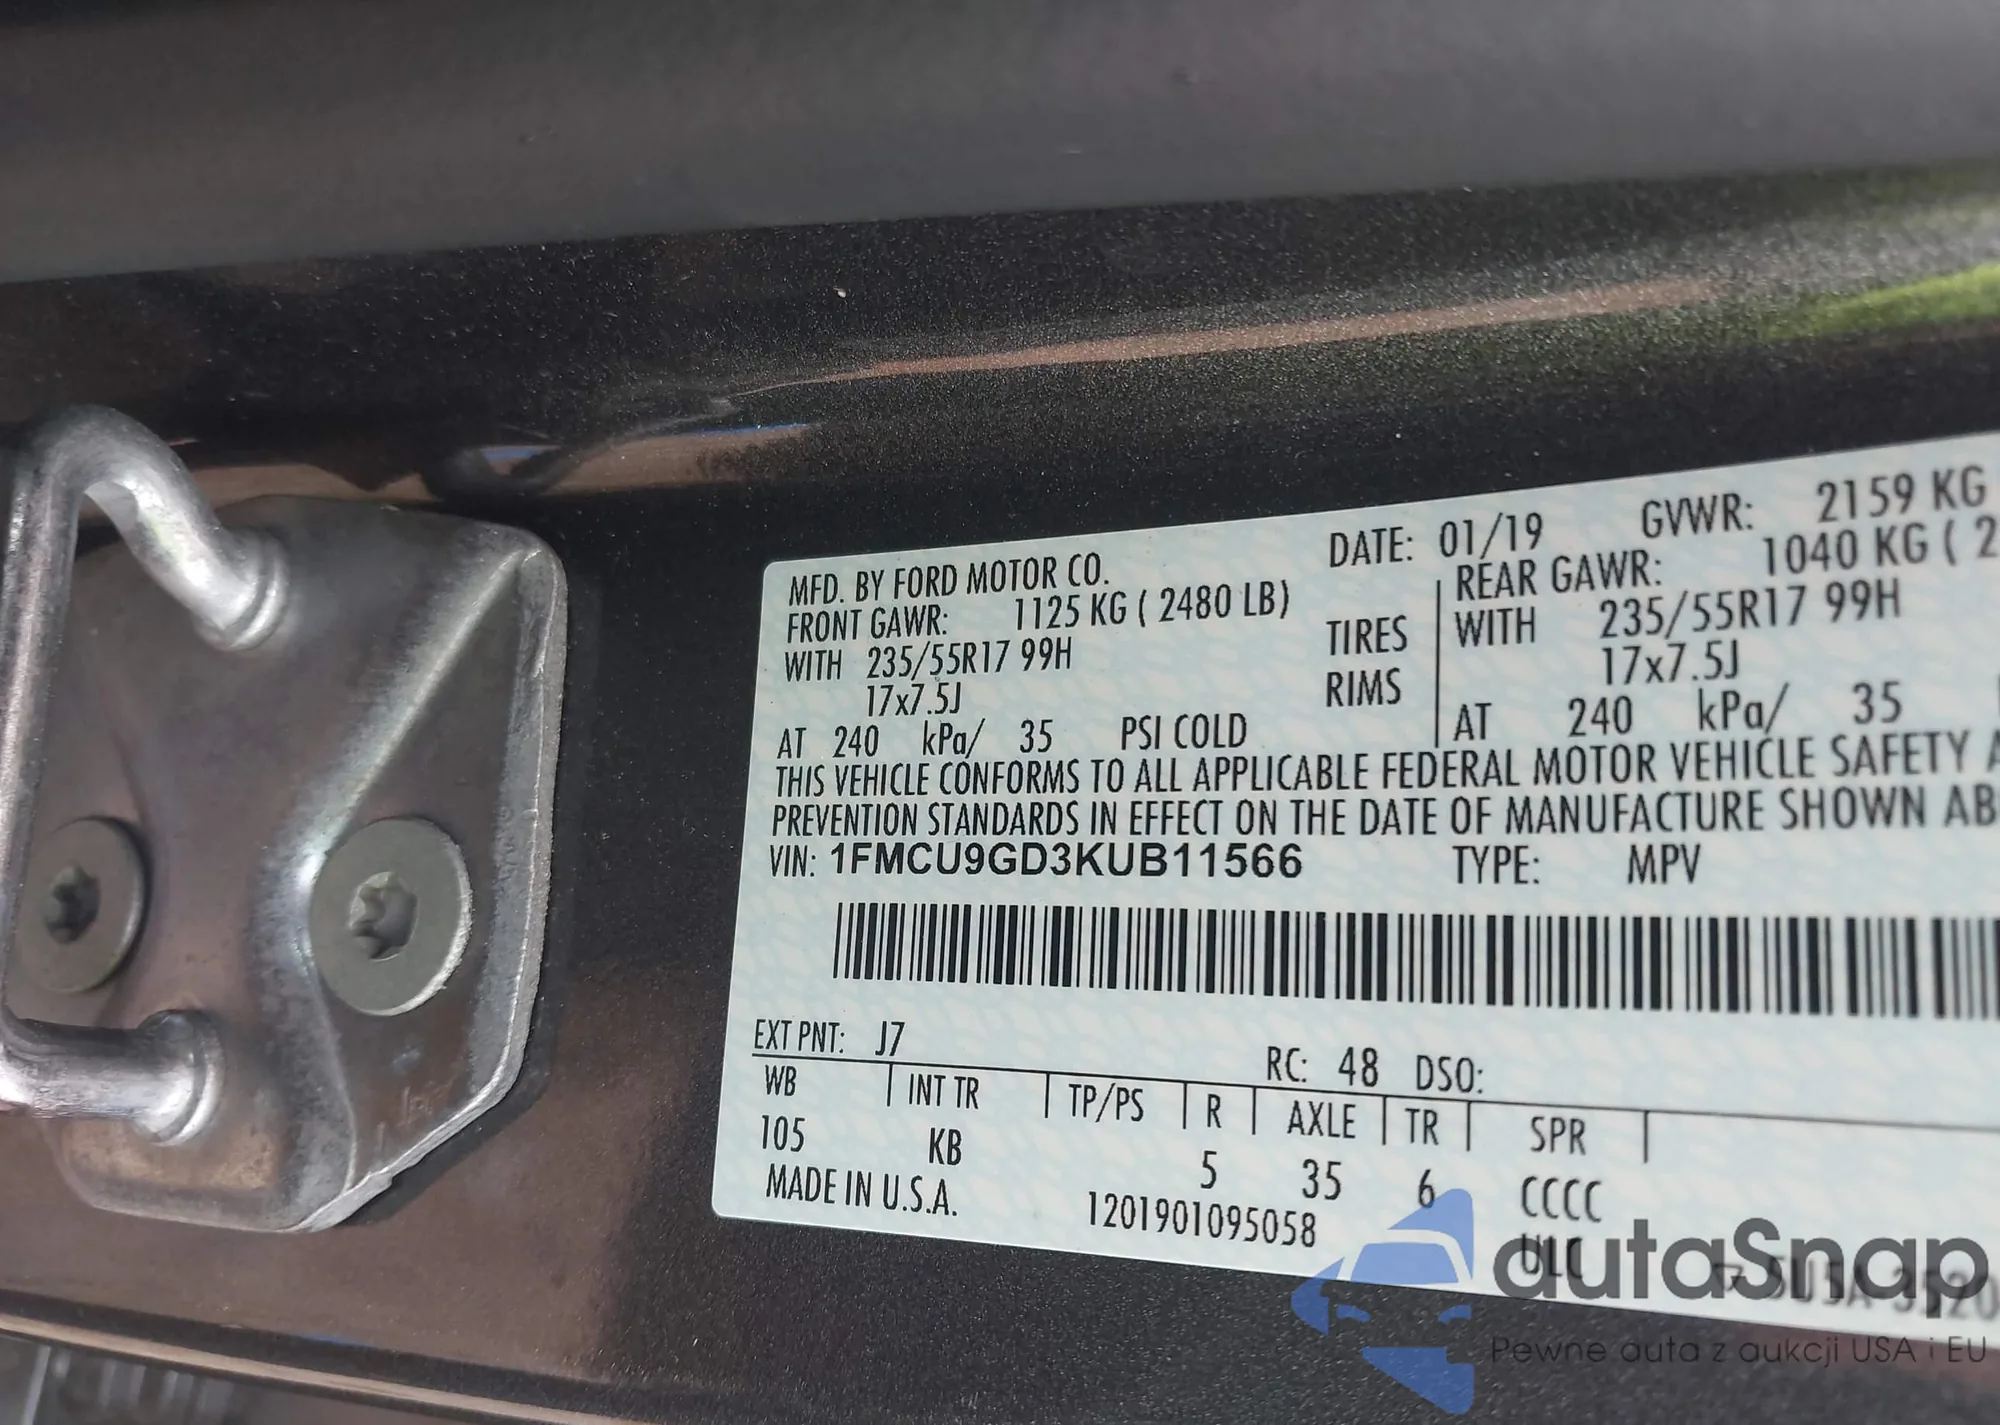 MFD. BY FORD MOTOR CO. DATE: 01/19 GVWR: 2159 KG
FRONT GAWR: 1125 KG ( 2480 LB) REAR GAWR: 1040 KG ( 2
WITH 235/55R17 99H TIRES WITH 235/55R17 99H
17x7.5J RIMS 17x7.5J
AT 240 kPa/ 35 PSI COLD AT 240 kPa/ 35
THIS VEHICLE CONFORMS TO ALL APPLICABLE FEDERAL MOTOR VEHICLE SAFETY A
PREVENTION STANDARDS IN EFFECT ON THE DATE OF MANUFACTURE SHOWN AB
VIN: 1FMCU9GD3KUB11566 TYPE: MPV
EXT PNT: J7 RC: 48 DSO:
WB INT TR TP/PS R AXLE TR SPR
105 KB 5 35 6 CCCC
MADE IN U.S.A. 1201901095058 ULC
autaSnap
Pewne auta z aukcji USA i EU